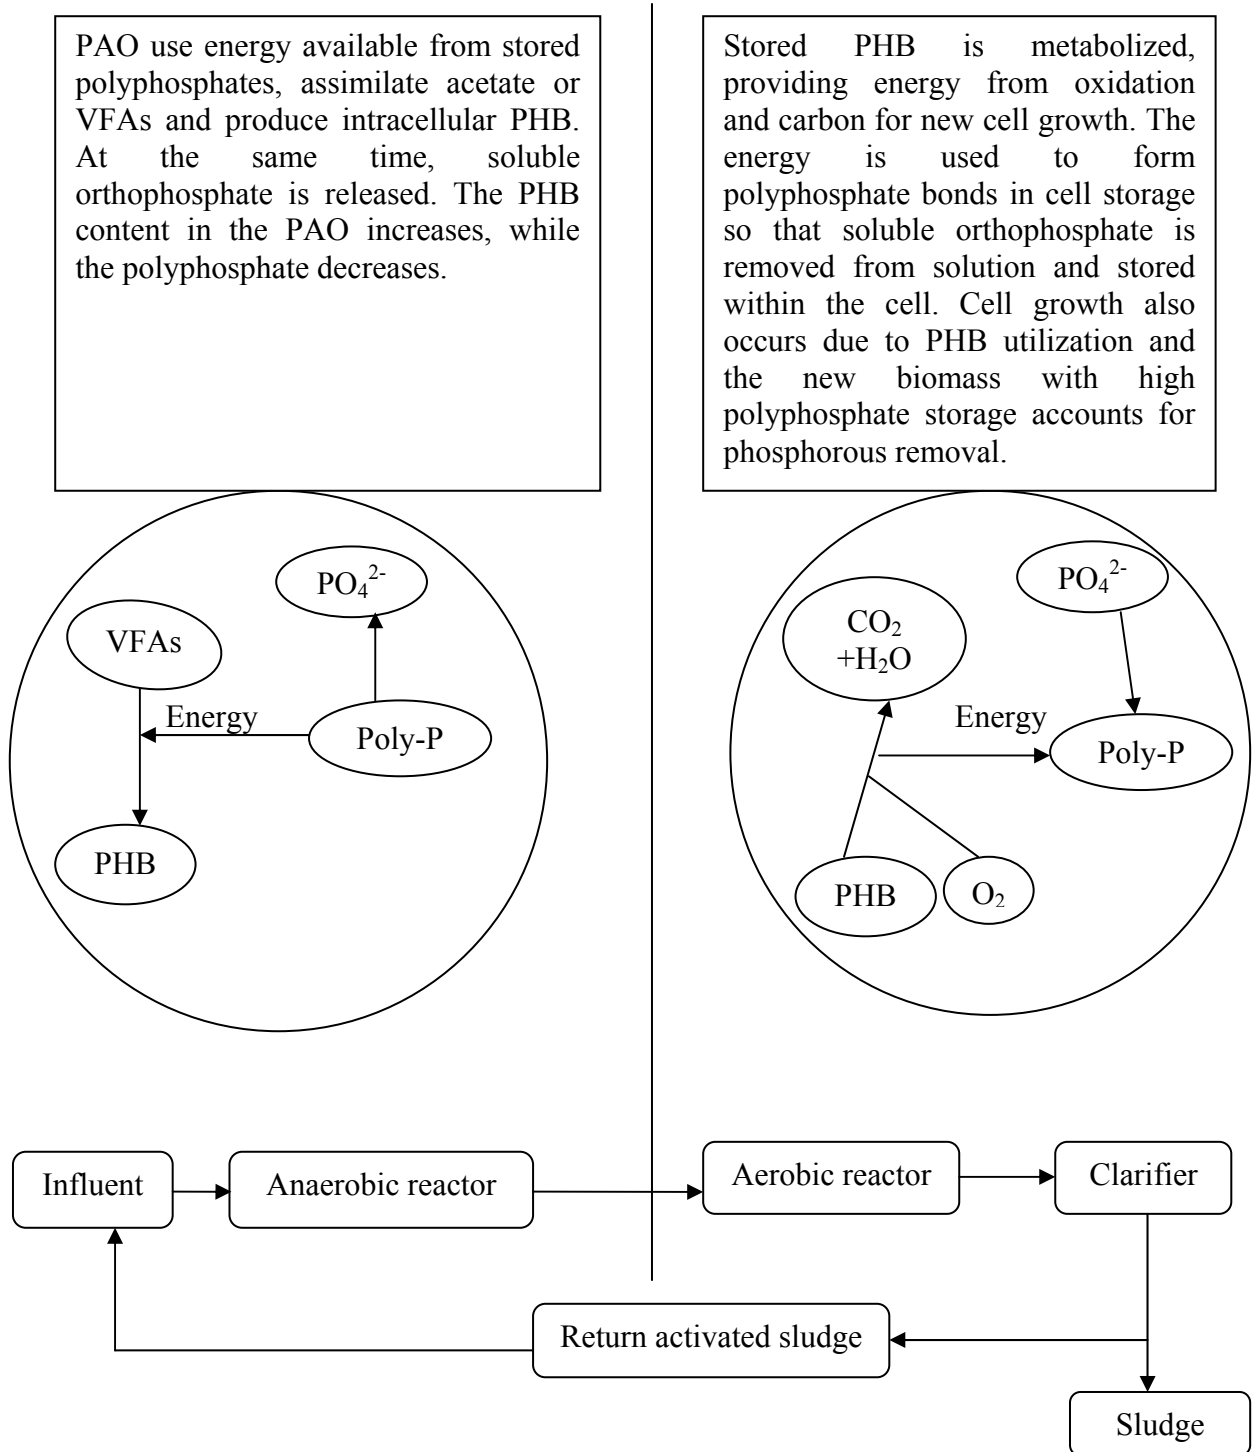 PAO use energy available from stored
polyphosphates, assimilate acetate or
VFAs and produce intracellular PHB.
At the same time, soluble
orthophosphate is released. The PHB
content in the PAO increases, while
the polyphosphate decreases.
Stored PHB is metabolized,
providing energy from oxidation
and carbon for new cell growth. The
energy is used to form
polyphosphate bonds in cell storage
so that soluble orthophosphate is
removed from solution and stored
within the cell. Cell growth also
occurs due to PHB utilization and
the new biomass with high
polyphosphate storage accounts for
phosphorous removal.
PO₄²⁻
VFAs
Energy
Poly-P
PHB
PO₄²⁻
CO₂
+H₂O
Energy
Poly-P
PHB
O₂
Influent
Anaerobic reactor
Aerobic reactor
Clarifier
Return activated sludge
Sludge